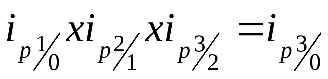 i_{p 1/0} x i_{p 2/1} x i_{p 3/2} = i_{p 3/0}